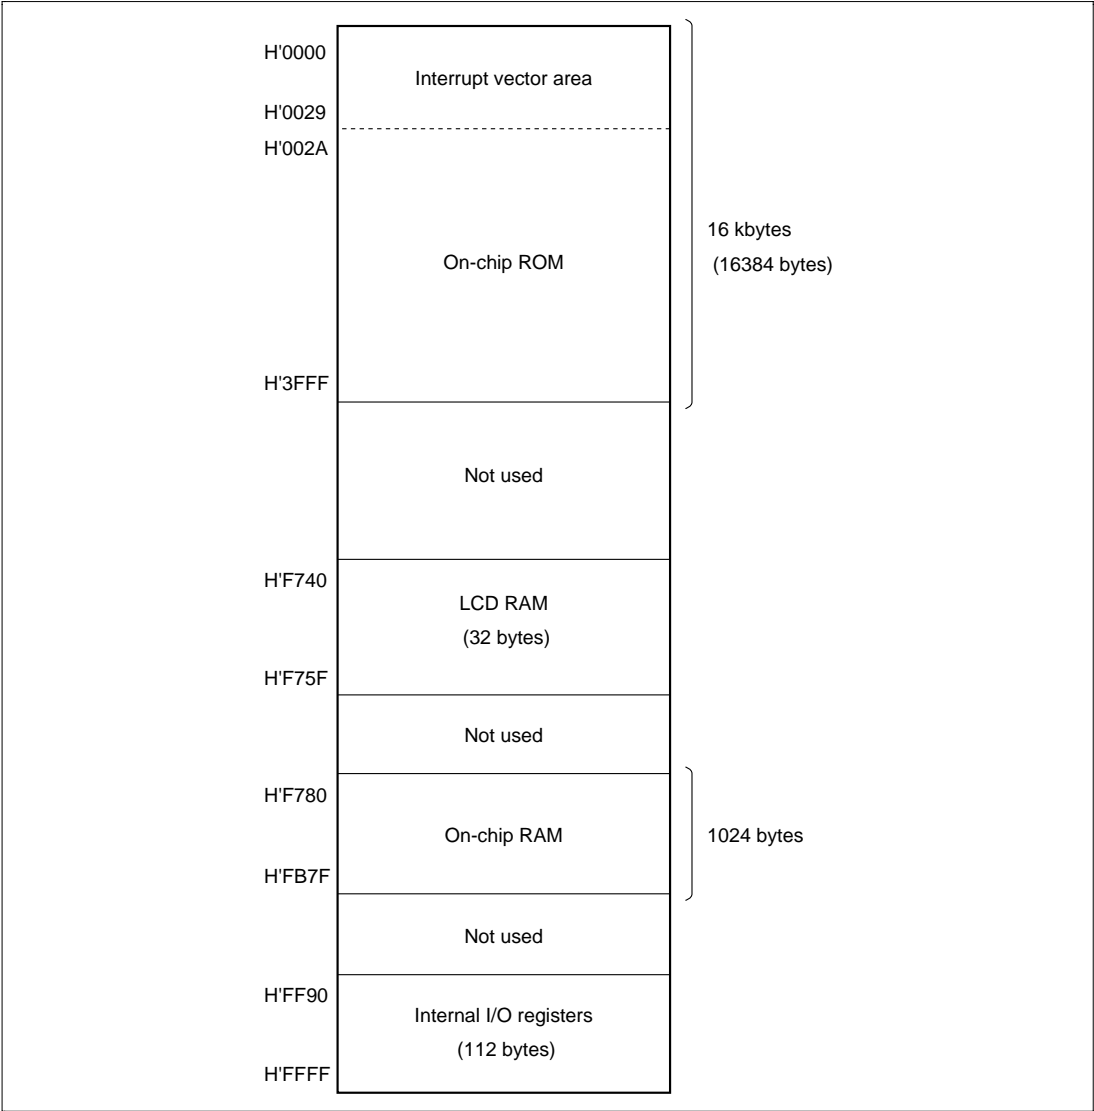 H'0000
Interrupt vector area
H'0029
H'002A
16 kbytes
On-chip ROM
(16384 bytes)
H'3FFF
Not used
H'F740
LCD RAM
(32 bytes)
H'F75F
Not used
H'F780
On-chip RAM
1024 bytes
H'FB7F
Not used
H'FF90
Internal I/O registers
(112 bytes)
H'FFFF